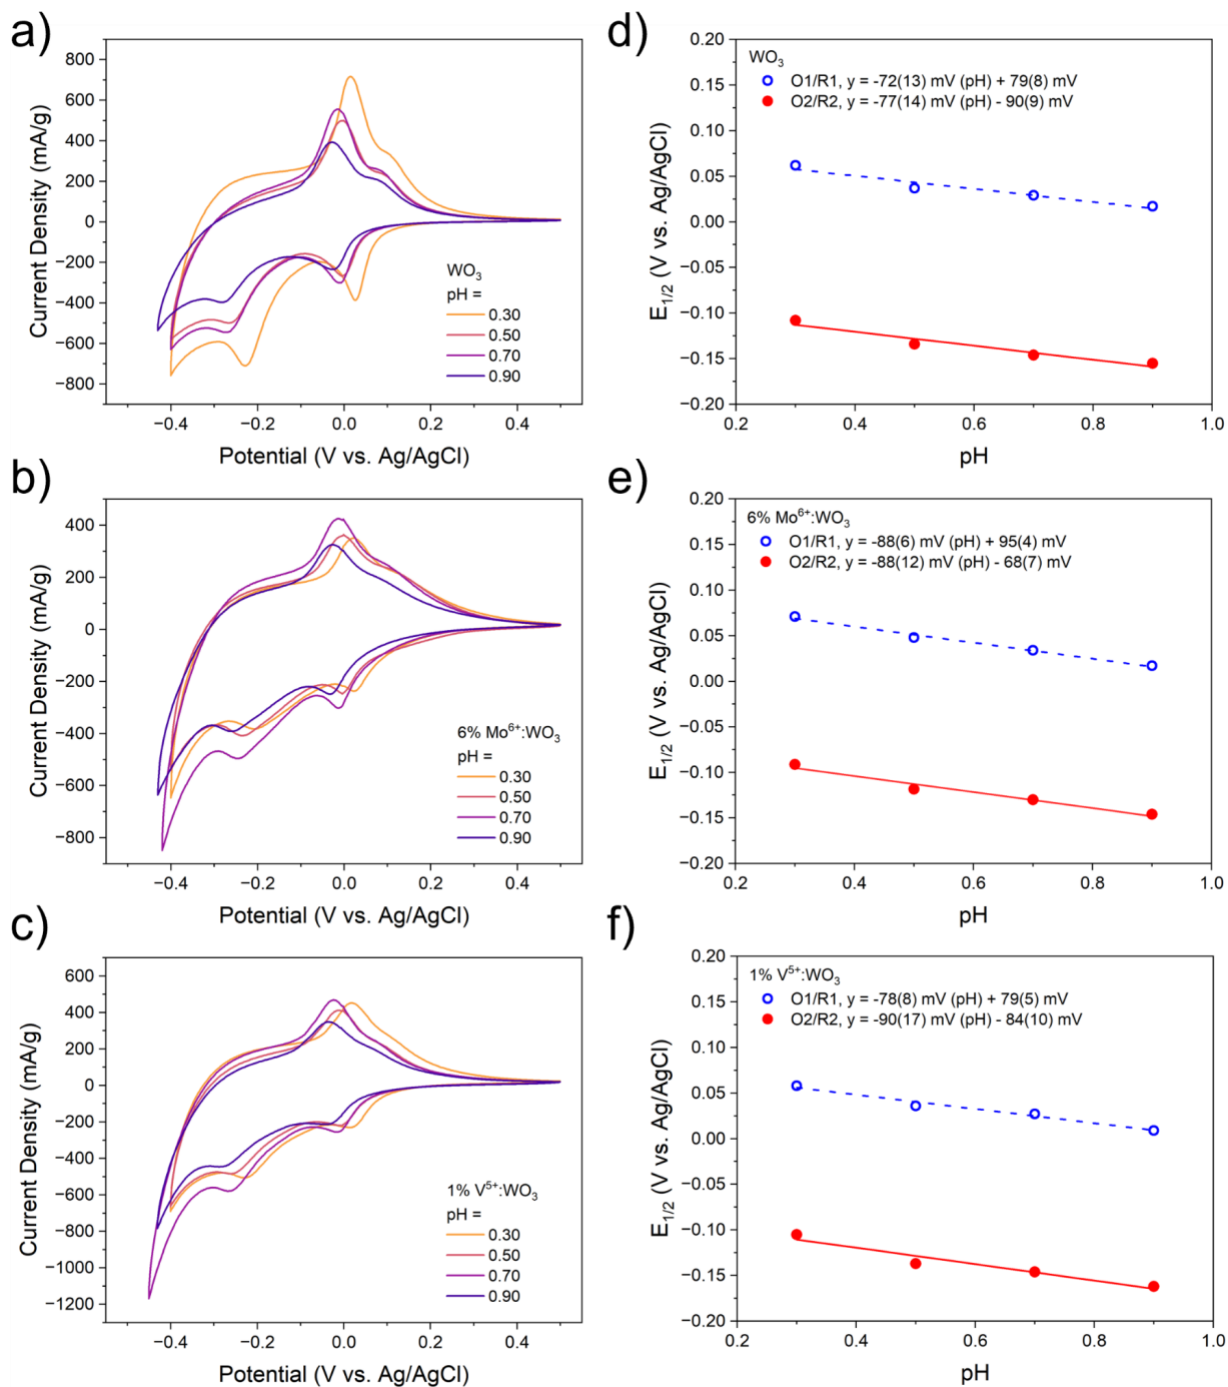 a)
800
600
400
200
0
−200
−400
−600
−800
Current Density (mA/g)
WO3
pH =
0.30
0.50
0.70
0.90
−0.4
−0.2
0.0
0.2
0.4
Potential (V vs. Ag/AgCl)
d)
0.20
0.15
0.10
0.05
0.00
−0.05
−0.10
−0.15
−0.20
E1/2 (V vs. Ag/AgCl)
WO3
O1/R1, y = -72(13) mV (pH) + 79(8) mV
O2/R2, y = -77(14) mV (pH) - 90(9) mV
0.2
0.4
0.6
0.8
1.0
pH
b)
400
200
0
−200
−400
−600
−800
Current Density (mA/g)
6% Mo6+:WO3
pH =
0.30
0.50
0.70
0.90
−0.4
−0.2
0.0
0.2
0.4
Potential (V vs. Ag/AgCl)
e)
0.20
0.15
0.10
0.05
0.00
−0.05
−0.10
−0.15
−0.20
E1/2 (V vs. Ag/AgCl)
6% Mo6+:WO3
O1/R1, y = -88(6) mV (pH) + 95(4) mV
O2/R2, y = -88(12) mV (pH) - 68(7) mV
0.2
0.4
0.6
0.8
1.0
pH
c)
600
400
200
0
−200
−400
−600
−800
−1000
−1200
Current Density (mA/g)
1% V5+:WO3
pH =
0.30
0.50
0.70
0.90
−0.4
−0.2
0.0
0.2
0.4
Potential (V vs. Ag/AgCl)
f)
0.20
0.15
0.10
0.05
0.00
−0.05
−0.10
−0.15
−0.20
E1/2 (V vs. Ag/AgCl)
1% V5+:WO3
O1/R1, y = -78(8) mV (pH) + 79(5) mV
O2/R2, y = -90(17) mV (pH) - 84(10) mV
0.2
0.4
0.6
0.8
1.0
pH